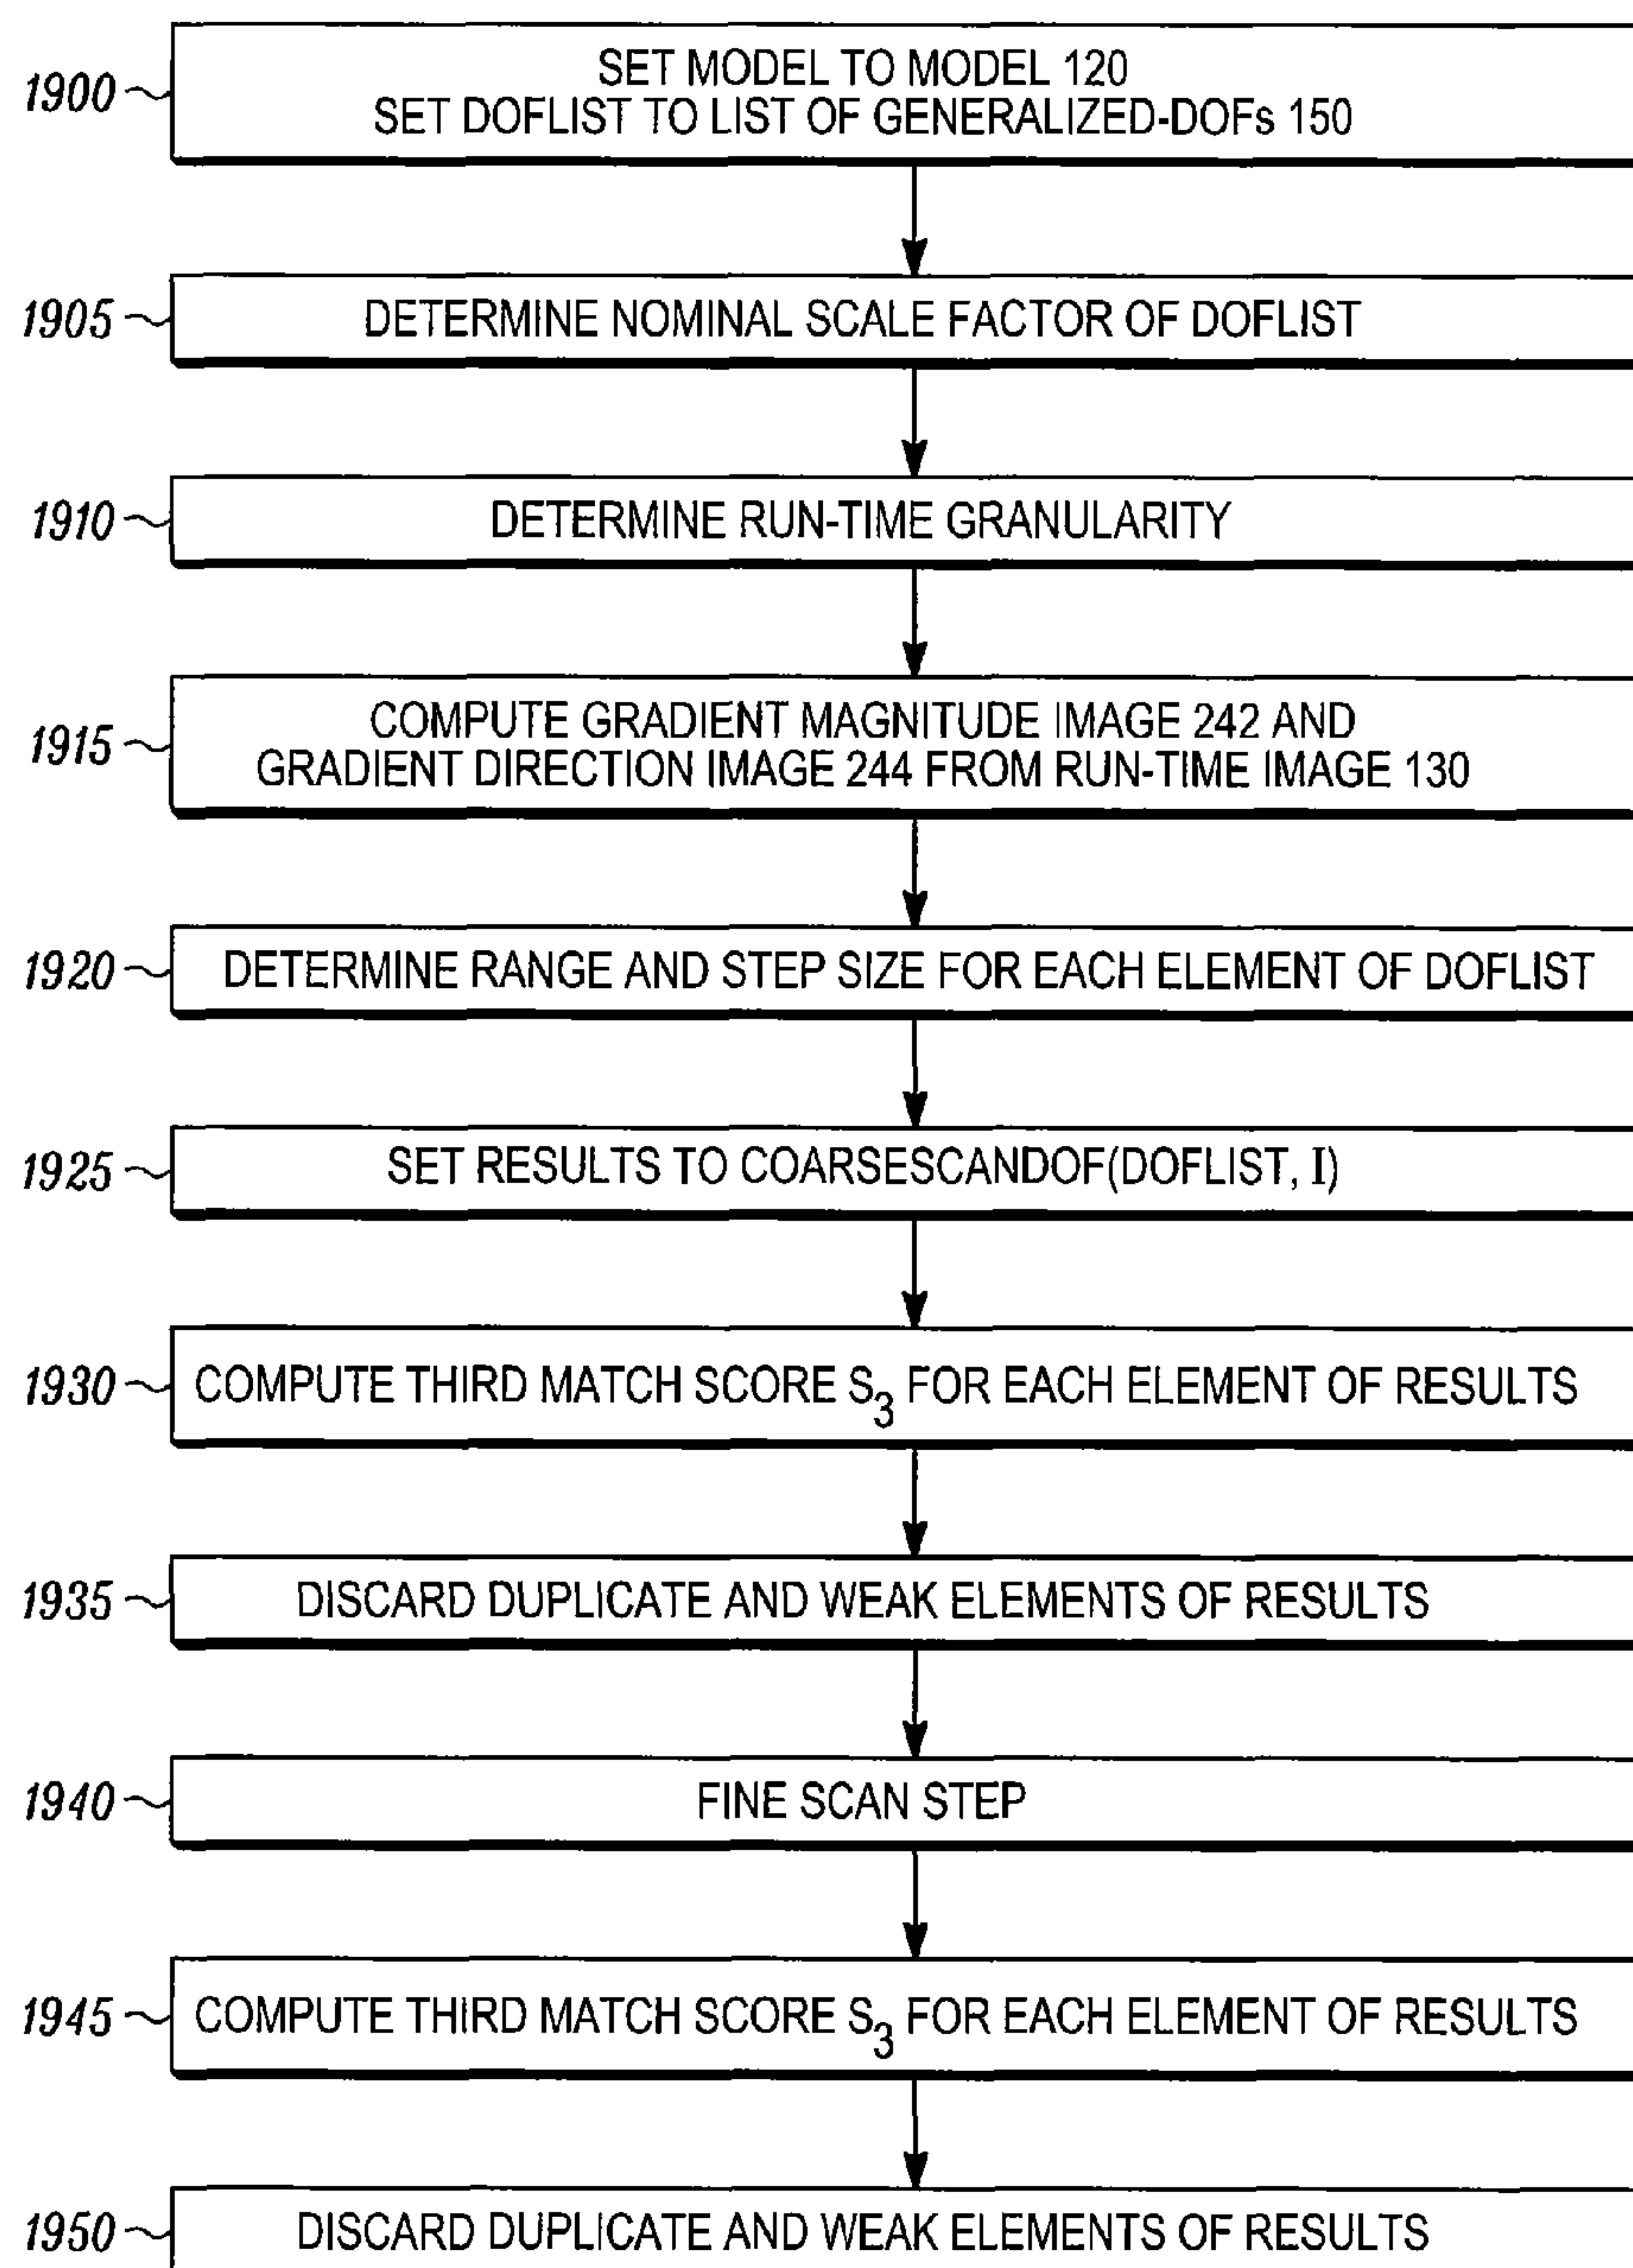 1900
SET MODEL TO MODEL 120
SET DOFLIST TO LIST OF GENERALIZED-DOFs 150
1905
DETERMINE NOMINAL SCALE FACTOR OF DOFLIST
1910
DETERMINE RUN-TIME GRANULARITY
1915
COMPUTE GRADIENT MAGNITUDE IMAGE 242 AND
GRADIENT DIRECTION IMAGE 244 FROM RUN-TIME IMAGE 130
1920
DETERMINE RANGE AND STEP SIZE FOR EACH ELEMENT OF DOFLIST
1925
SET RESULTS TO COARSESCANDOF(DOFLIST, I)
1930
COMPUTE THIRD MATCH SCORE S3 FOR EACH ELEMENT OF RESULTS
1935
DISCARD DUPLICATE AND WEAK ELEMENTS OF RESULTS
1940
FINE SCAN STEP
1945
COMPUTE THIRD MATCH SCORE S3 FOR EACH ELEMENT OF RESULTS
1950
DISCARD DUPLICATE AND WEAK ELEMENTS OF RESULTS